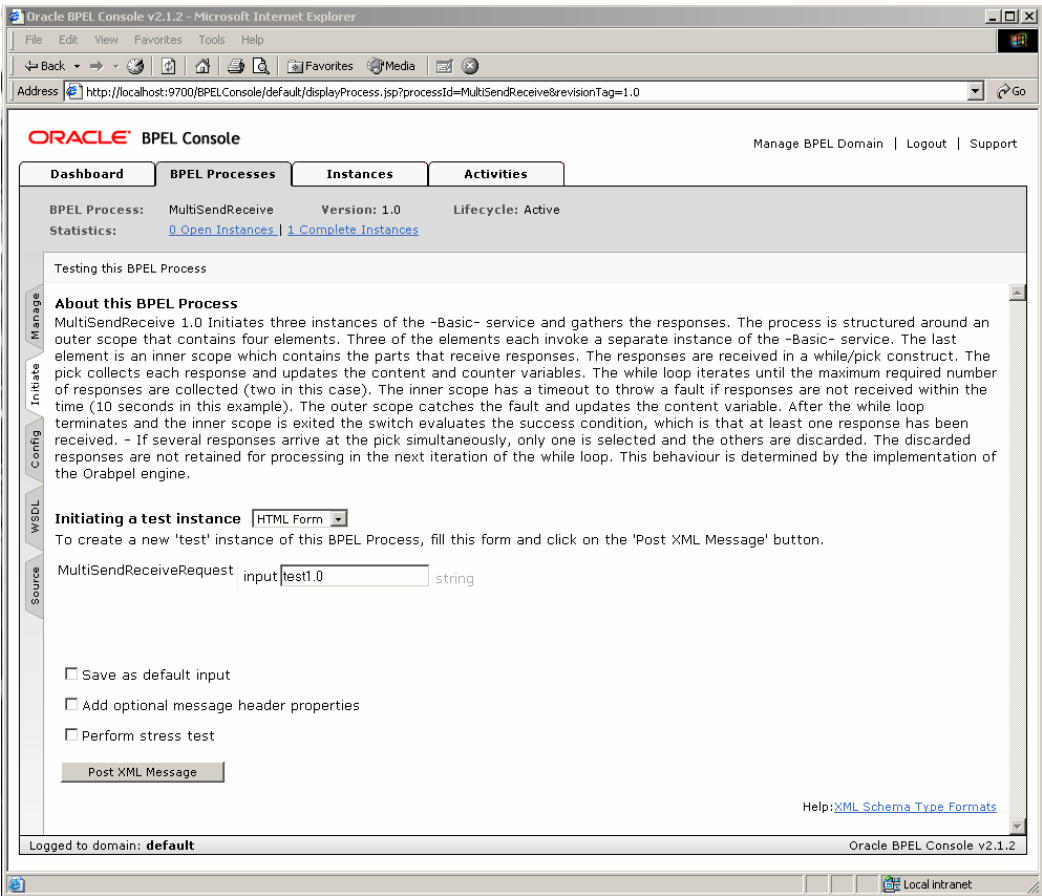 Oracle BPEL Console v2.1.2 - Microsoft Internet Explorer
File Edit View Favorites Tools Help
Back Favorites Media
Address http://localhost:9700/BPELConsole/default/displayProcess.jsp?processId=MultiSendReceive&revisionTag=1.0 Go
ORACLE BPEL Console
Manage BPEL Domain | Logout | Support
Dashboard BPEL Processes Instances Activities
BPEL Process: MultiSendReceive Version: 1.0 Lifecycle: Active
Statistics: 0 Open Instances | 1 Complete Instances
Testing this BPEL Process
Manage
Initiate
Config
WSDL
Source
About this BPEL Process
MultiSendReceive 1.0 Initiates three instances of the -Basic- service and gathers the responses. The process is structured around an
outer scope that contains four elements. Three of the elements each invoke a separate instance of the -Basic- service. The last
element is an inner scope which contains the parts that receive responses. The responses are received in a while/pick construct. The
pick collects each response and updates the content and counter variables. The while loop iterates until the maximum required number
of responses are collected (two in this case). The inner scope has a timeout to throw a fault if responses are not received within the
time (10 seconds in this example). The outer scope catches the fault and updates the content variable. After the while loop
terminates and the inner scope is exited the switch evaluates the success condition, which is that at least one response has been
received. - If several responses arrive at the pick simultaneously, only one is selected and the others are discarded. The discarded
responses are not retained for processing in the next iteration of the while loop. This behaviour is determined by the implementation of
the Orabpel engine.
Initiating a test instance HTML Form
To create a new 'test' instance of this BPEL Process, fill this form and click on the 'Post XML Message' button.
MultiSendReceiveRequest input test1.0 string
Save as default input
Add optional message header properties
Perform stress test
Post XML Message
Help:XML Schema Type Formats
Logged to domain: default Oracle BPEL Console v2.1.2
Local intranet